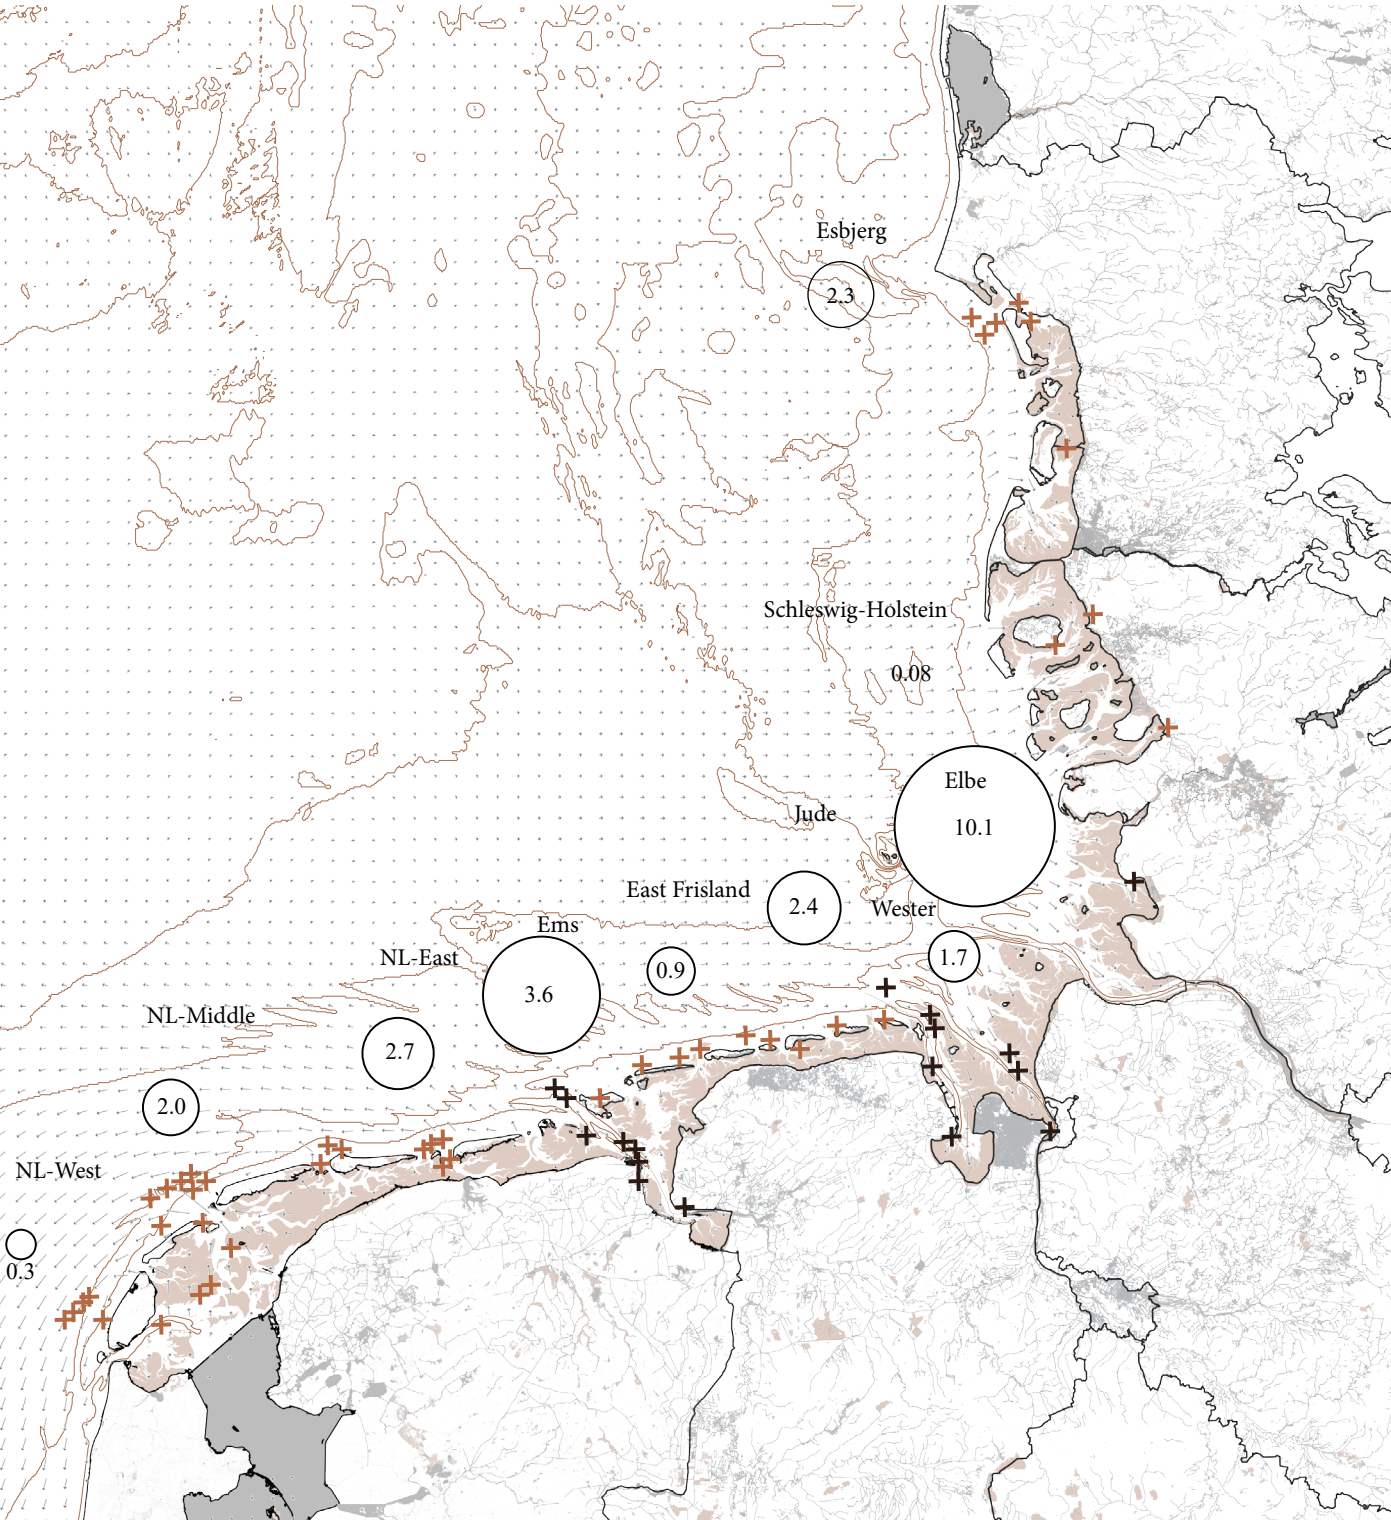 Esbjerg
2.3
Schleswig-Holstein
0.08
Elbe
10.1
Jude
East Frisland
2.4
Wester
Ems
NL-East
1.7
0.9
3.6
NL-Middle
2.7
2.0
NL-West
0.3